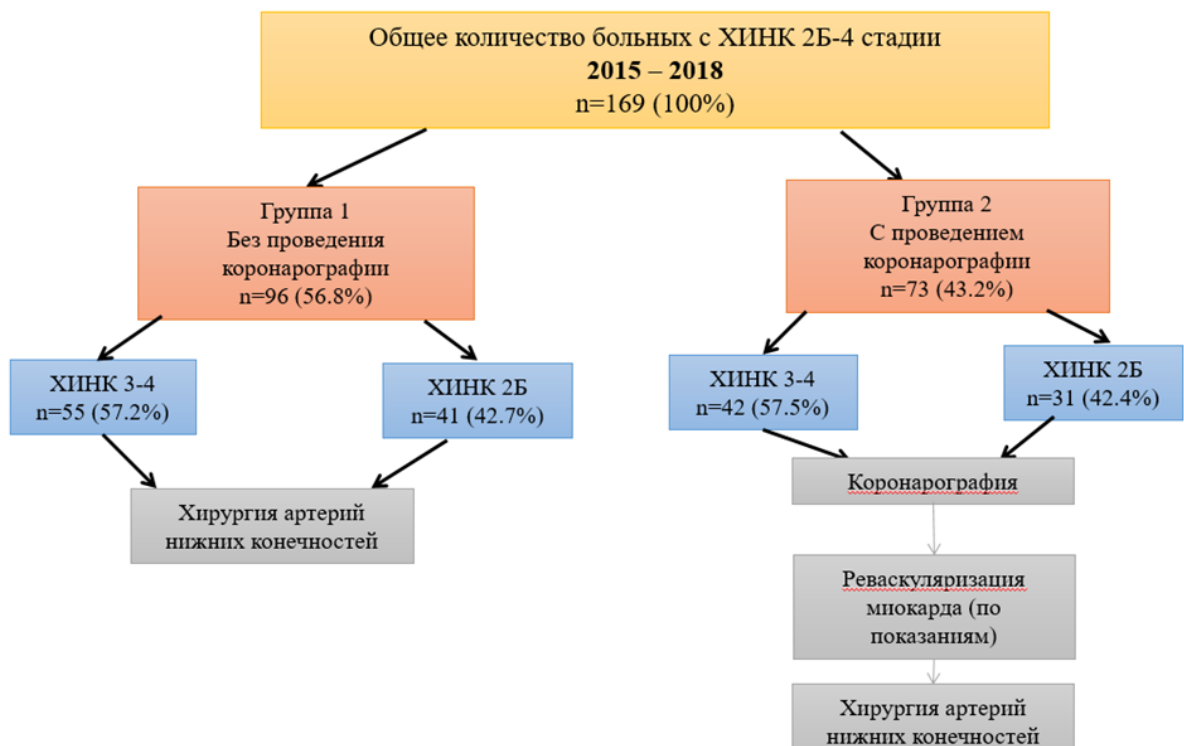 Общее количество больных с ХИНК 2Б-4 стадии
2015 – 2018
n=169 (100%)
Группа 1
Без проведения
коронарографии
n=96 (56.8%)
Группа 2
С проведением
коронарографии
n=73 (43.2%)
ХИНК 3-4
n=55 (57.2%)
ХИНК 2Б
n=41 (42.7%)
ХИНК 3-4
n=42 (57.5%)
ХИНК 2Б
n=31 (42.4%)
Хирургия артерий
нижних конечностей
Коронарография
Реваскуляризация
миокарда (по
показаниям)
Хирургия артерий
нижних конечностей